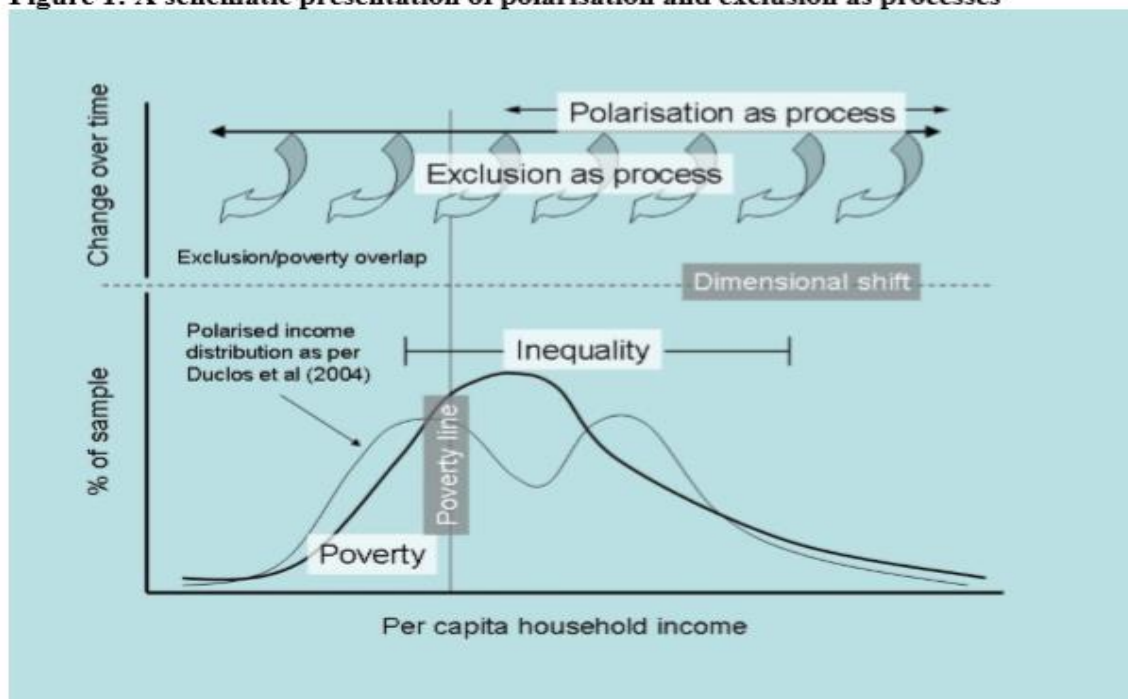 Figure 1: A schematic presentation of polarisation and exclusion as processes
Change over time
Polarisation as process
Exclusion as process
Exclusion/poverty overlap
Dimensional shift
% of sample
Polarised income
distribution as per
Duclos et al (2004)
Inequality
Poverty line
Poverty
Per capita household income